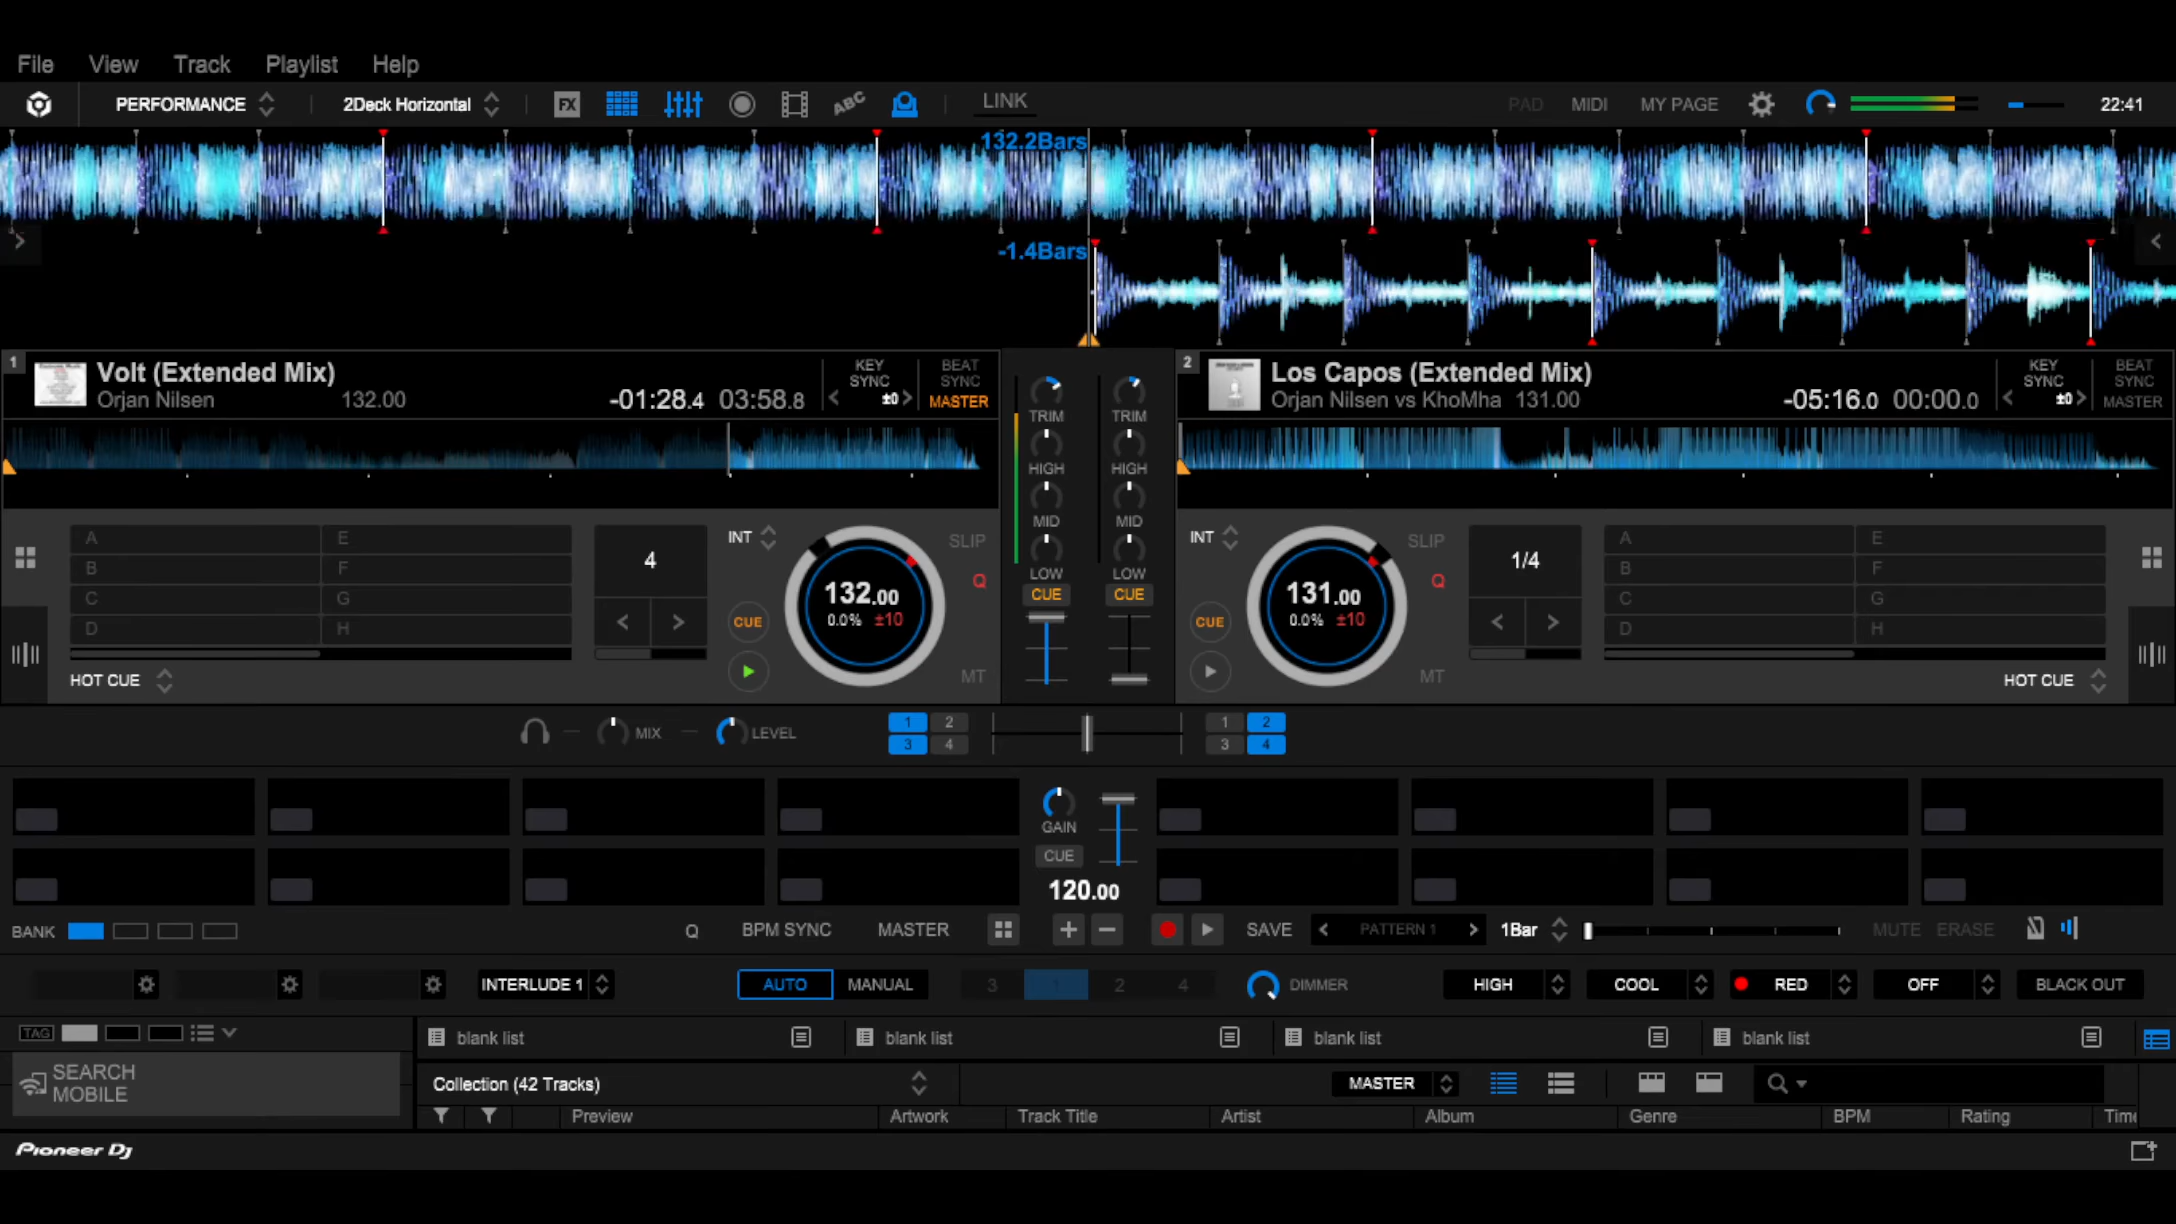 File View Track Playlist Help
PERFORMANCE 2Deck Horizontal FX ABC LINK PAD MIDI MY PAGE 22:41
132.2Bars
-1.4Bars
1 Volt (Extended Mix) KEY SYNC ±0 BEAT SYNC MASTER
Orjan Nilsen 132.00 -01:28.4 03:58.8
2 Los Capos (Extended Mix) KEY SYNC ±0 BEAT SYNC MASTER
Orjan Nilsen vs KhoMha 131.00 -05:16.0 00:00.0
TRIM TRIM
HIGH HIGH
MID MID
LOW LOW
CUE CUE
A E
B F
C G
D H
HOT CUE
4
INT SLIP
Q
132.00
0.0% ±10
CUE
MT
INT SLIP
Q
131.00
0.0% ±10
CUE
MT
1/4
A E
B F
C G
D H
HOT CUE
MIX LEVEL
1 2
3 4
1 2
3 4
GAIN
CUE
120.00
BANK Q BPM SYNC MASTER + − SAVE < PATTERN 1 > 1Bar MUTE ERASE
INTERLUDE 1 AUTO MANUAL 3 1 2 4 DIMMER HIGH COOL RED OFF BLACK OUT
TAG blank list blank list blank list blank list
SEARCH
MOBILE
Collection (42 Tracks) MASTER
Preview Artwork Track Title Artist Album Genre BPM Rating Time
Pioneer Dj